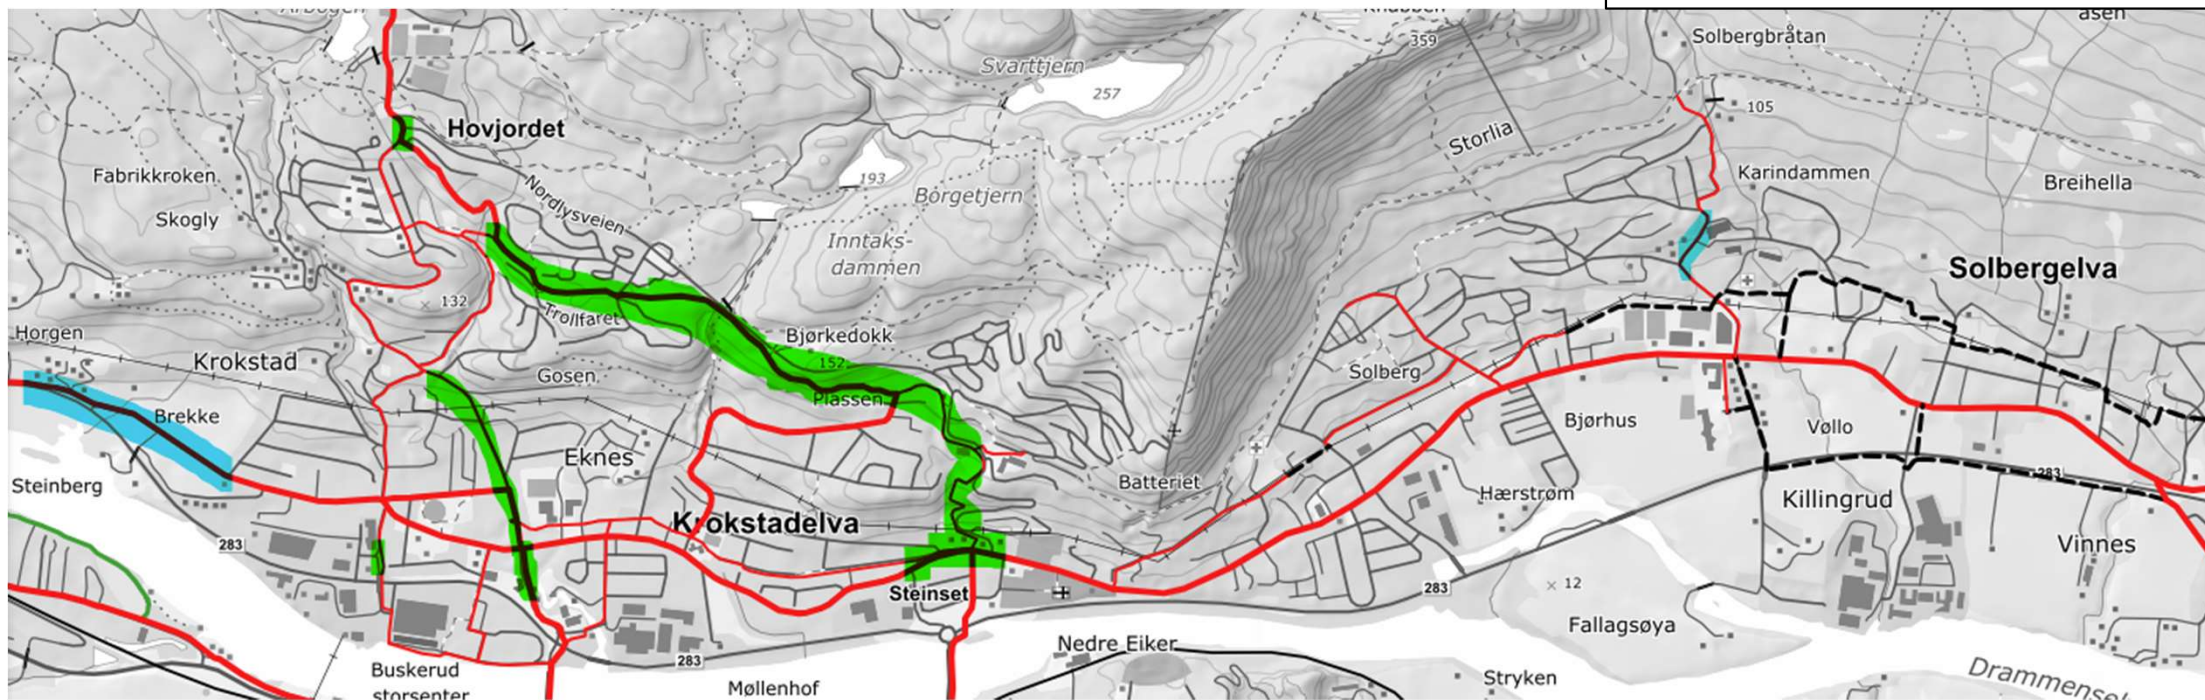 Svarttjern
257
359
Solbergbråtan
105
Storlia
Karindammen
Breihella
Hovjordet
Fabrikkroken
Skogly
Nordlysveien
193
Børgetjern
Inntaks-
dammen
Solbergelva
132
Trollfaret
Bjørkedokk
152
Plassen
Horgen
Krokstad
Gosen
Brekke
Eknes
Steinberg
283
Krokstadelva
Steinset
Solberg
Batteriet
Bjørhus
Hærstrøm
Vøllo
283
Killingrud
Vinnes
283
12
Fallagsøya
Nedre Eiker
283
Buskerud
storsenter
Møllenhof
Stryken